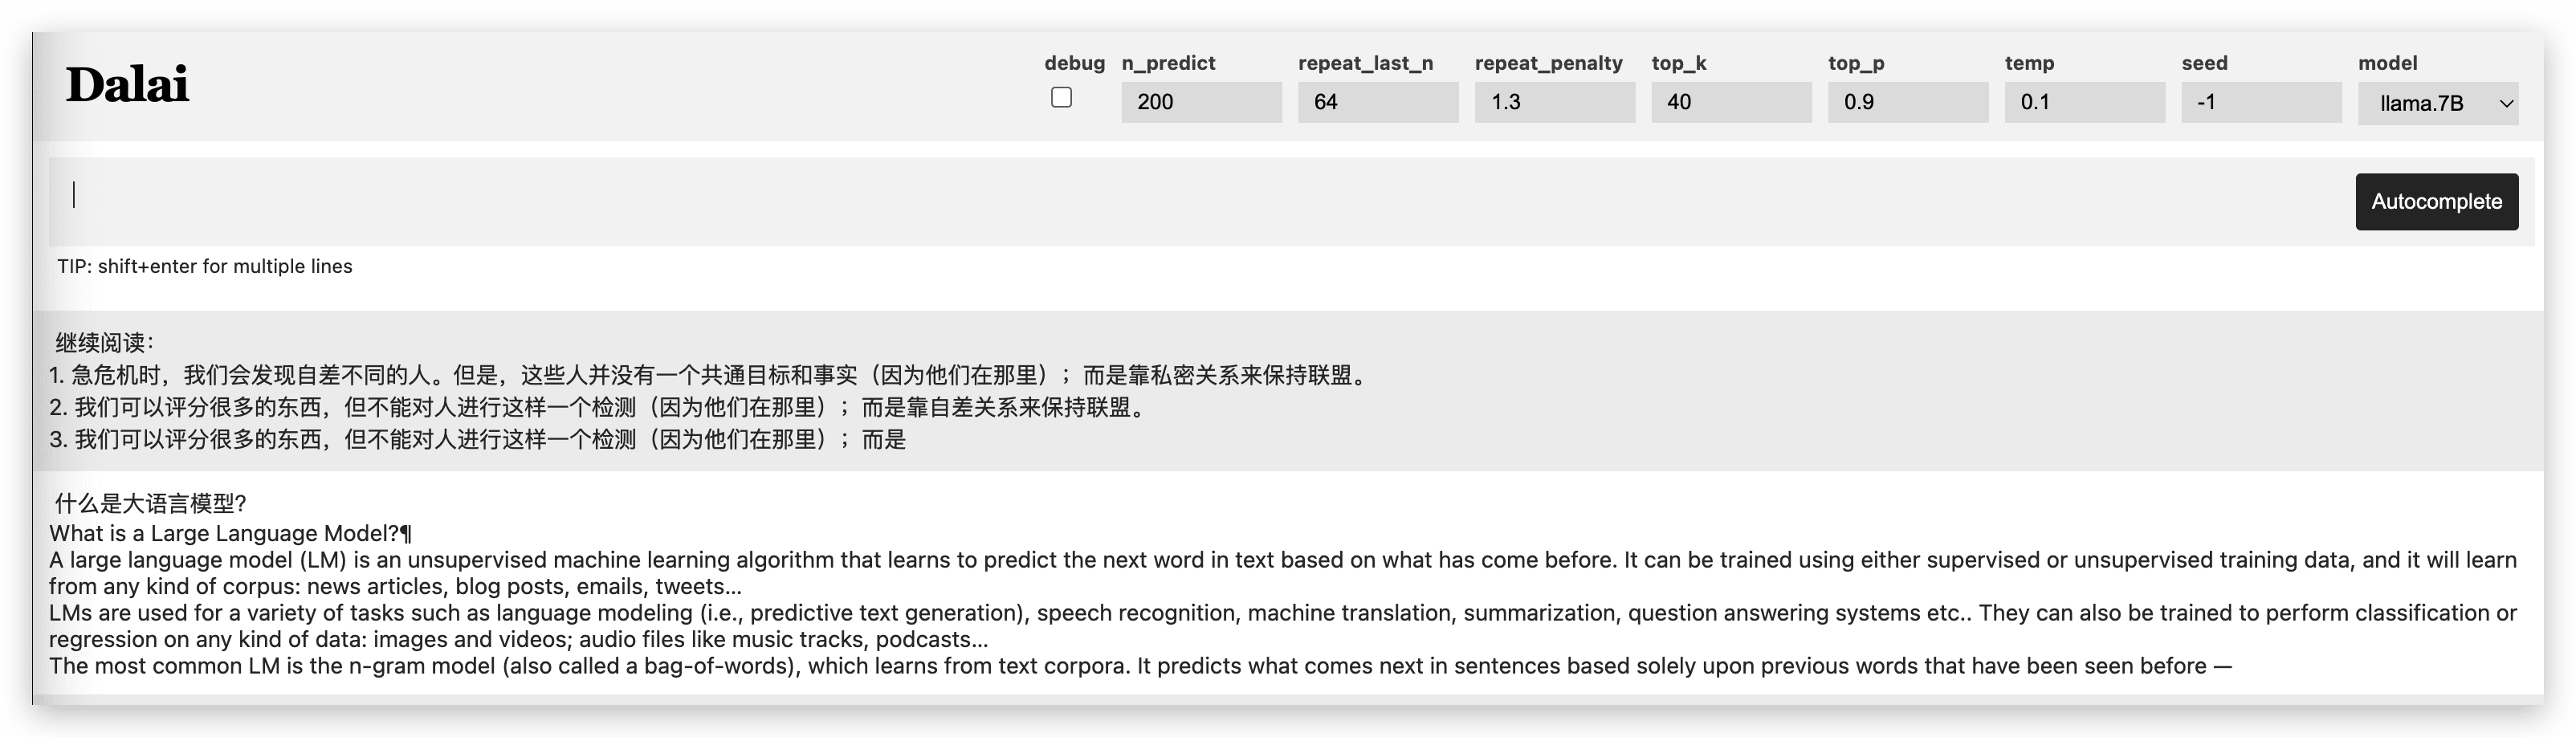 Dalai
debug n_predict repeat_last_n repeat_penalty top_k top_p temp seed model
200 64 1.3 40 0.9 0.1 -1 llama.7B
Autocomplete
TIP: shift+enter for multiple lines
继续阅读：
1. 急危机时，我们会发现自差不同的人。但是，这些人并没有一个共通目标和事实（因为他们在那里）；而是靠私密关系来保持联盟。
2. 我们可以评分很多的东西，但不能对人进行这样一个检测（因为他们在那里）；而是靠自差关系来保持联盟。
3. 我们可以评分很多的东西，但不能对人进行这样一个检测（因为他们在那里）；而是
什么是大语言模型?
What is a Large Language Model?¶
A large language model (LM) is an unsupervised machine learning algorithm that learns to predict the next word in text based on what has come before. It can be trained using either supervised or unsupervised training data, and it will learn
from any kind of corpus: news articles, blog posts, emails, tweets...
LMs are used for a variety of tasks such as language modeling (i.e., predictive text generation), speech recognition, machine translation, summarization, question answering systems etc.. They can also be trained to perform classification or
regression on any kind of data: images and videos; audio files like music tracks, podcasts...
The most common LM is the n-gram model (also called a bag-of-words), which learns from text corpora. It predicts what comes next in sentences based solely upon previous words that have been seen before —